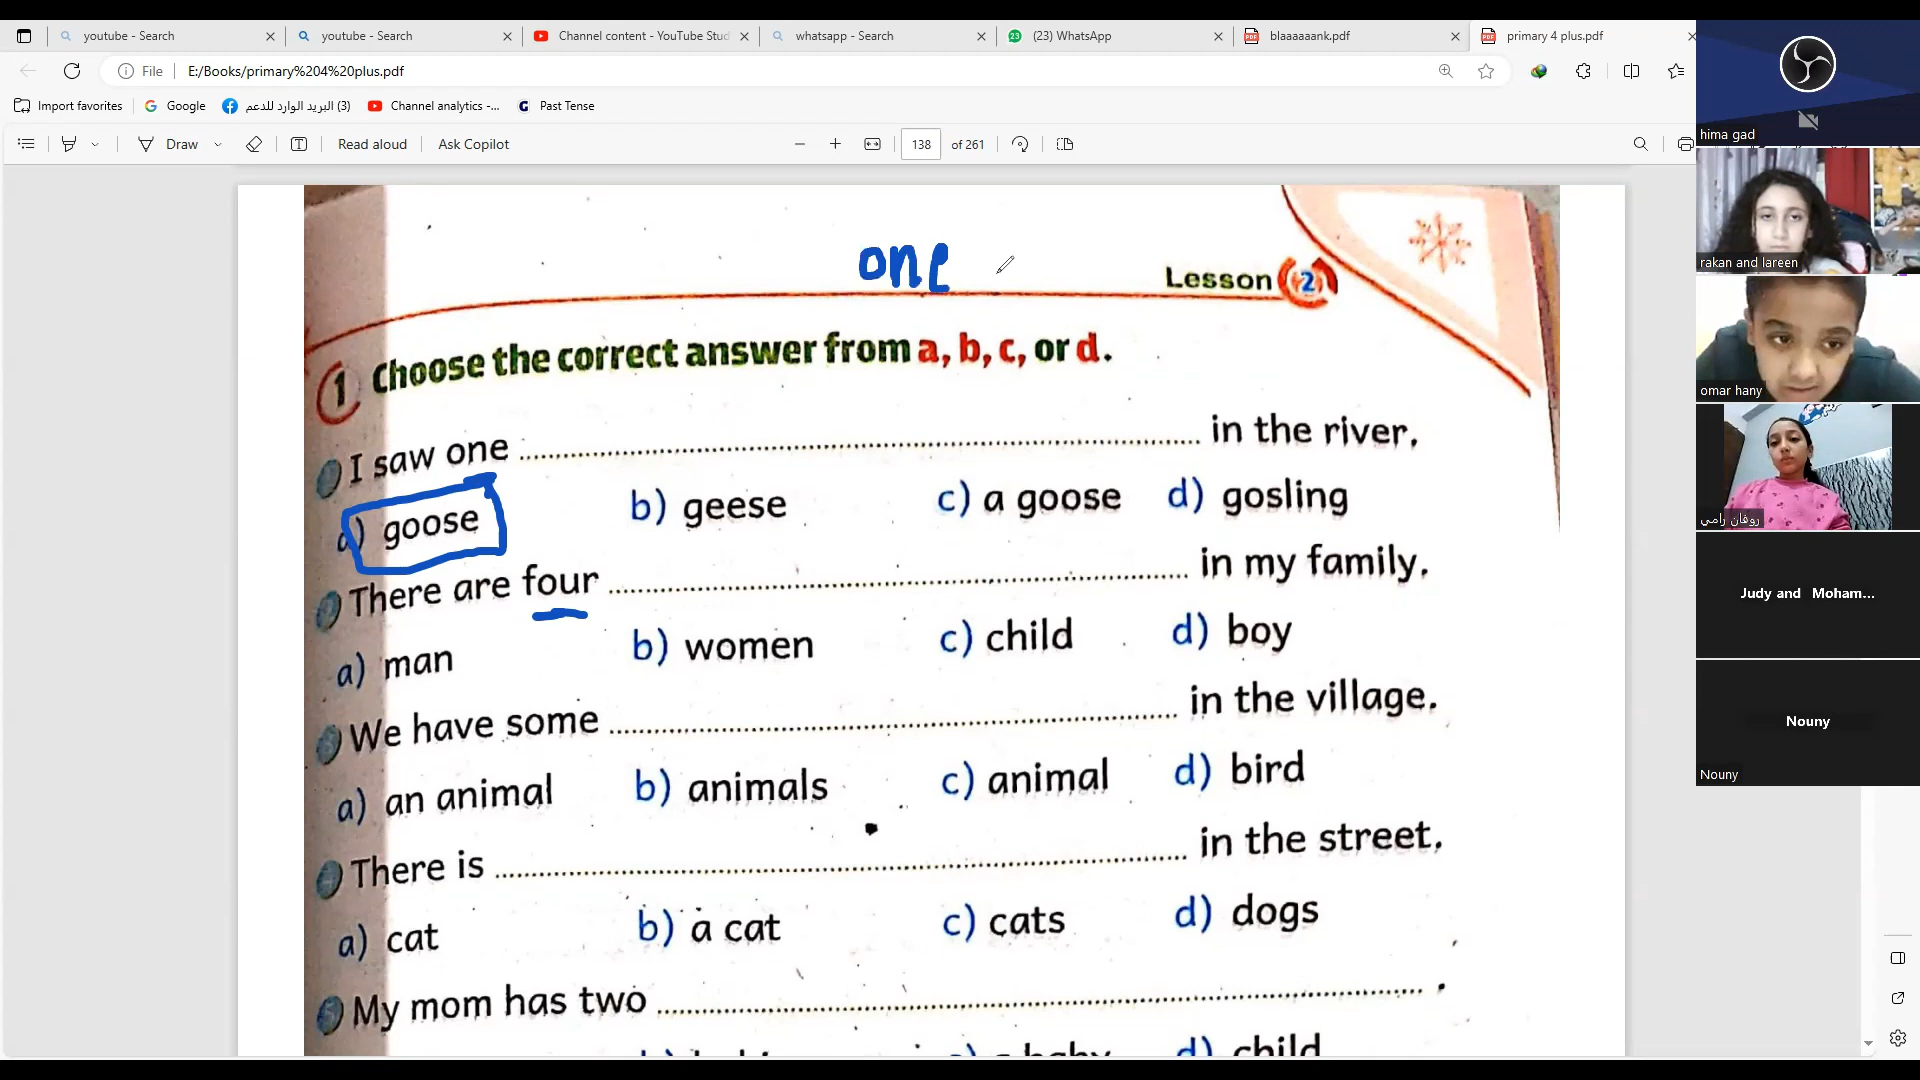 youtube - Search
youtube - Search
Channel content - YouTube Stud
whatsapp - Search
23 (23) WhatsApp
blaaaaaank.pdf
primary 4 plus.pdf
File E:/Books/primary%204%20plus.pdf
Import favorites
Google
(3) البريد الوارد للدعم
Channel analytics -...
Past Tense
Draw
Read aloud
Ask Copilot
138 of 261
hima gad
rakan and lareen
omar hany
روفان رامي
Judy and Moham...
Nouny
Nouny
one
Lesson 2
1 Choose the correct answer from a, b, c, or d.
I saw one ........ in the river.
a) goose b) geese c) a goose d) gosling
There are four ........ in my family.
a) man b) women c) child d) boy
We have some ........ in the village.
a) an animal b) animals c) animal d) bird
There is ........ in the street.
a) cat b) a cat c) cats d) dogs
My mom has two ........ .
c) a baby d) child